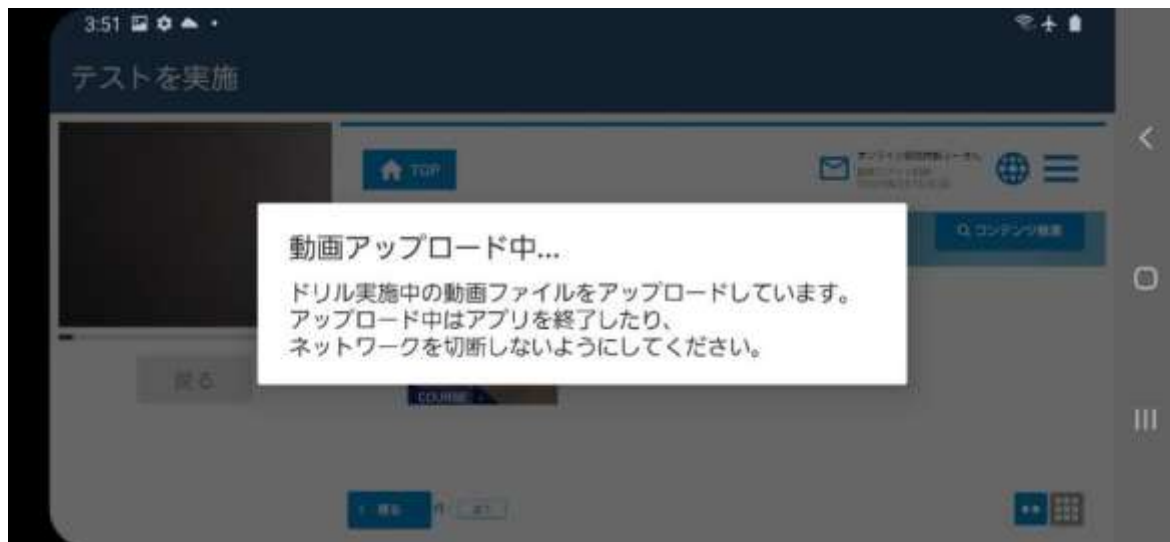 3:51
テストを実施
TOP
コンテンツ検索
動画アップロード中...
ドリル実施中の動画ファイルをアップロードしています。
アップロード中はアプリを終了したり、
ネットワークを切断しないようにしてください。
戻る
COURSE
戻る